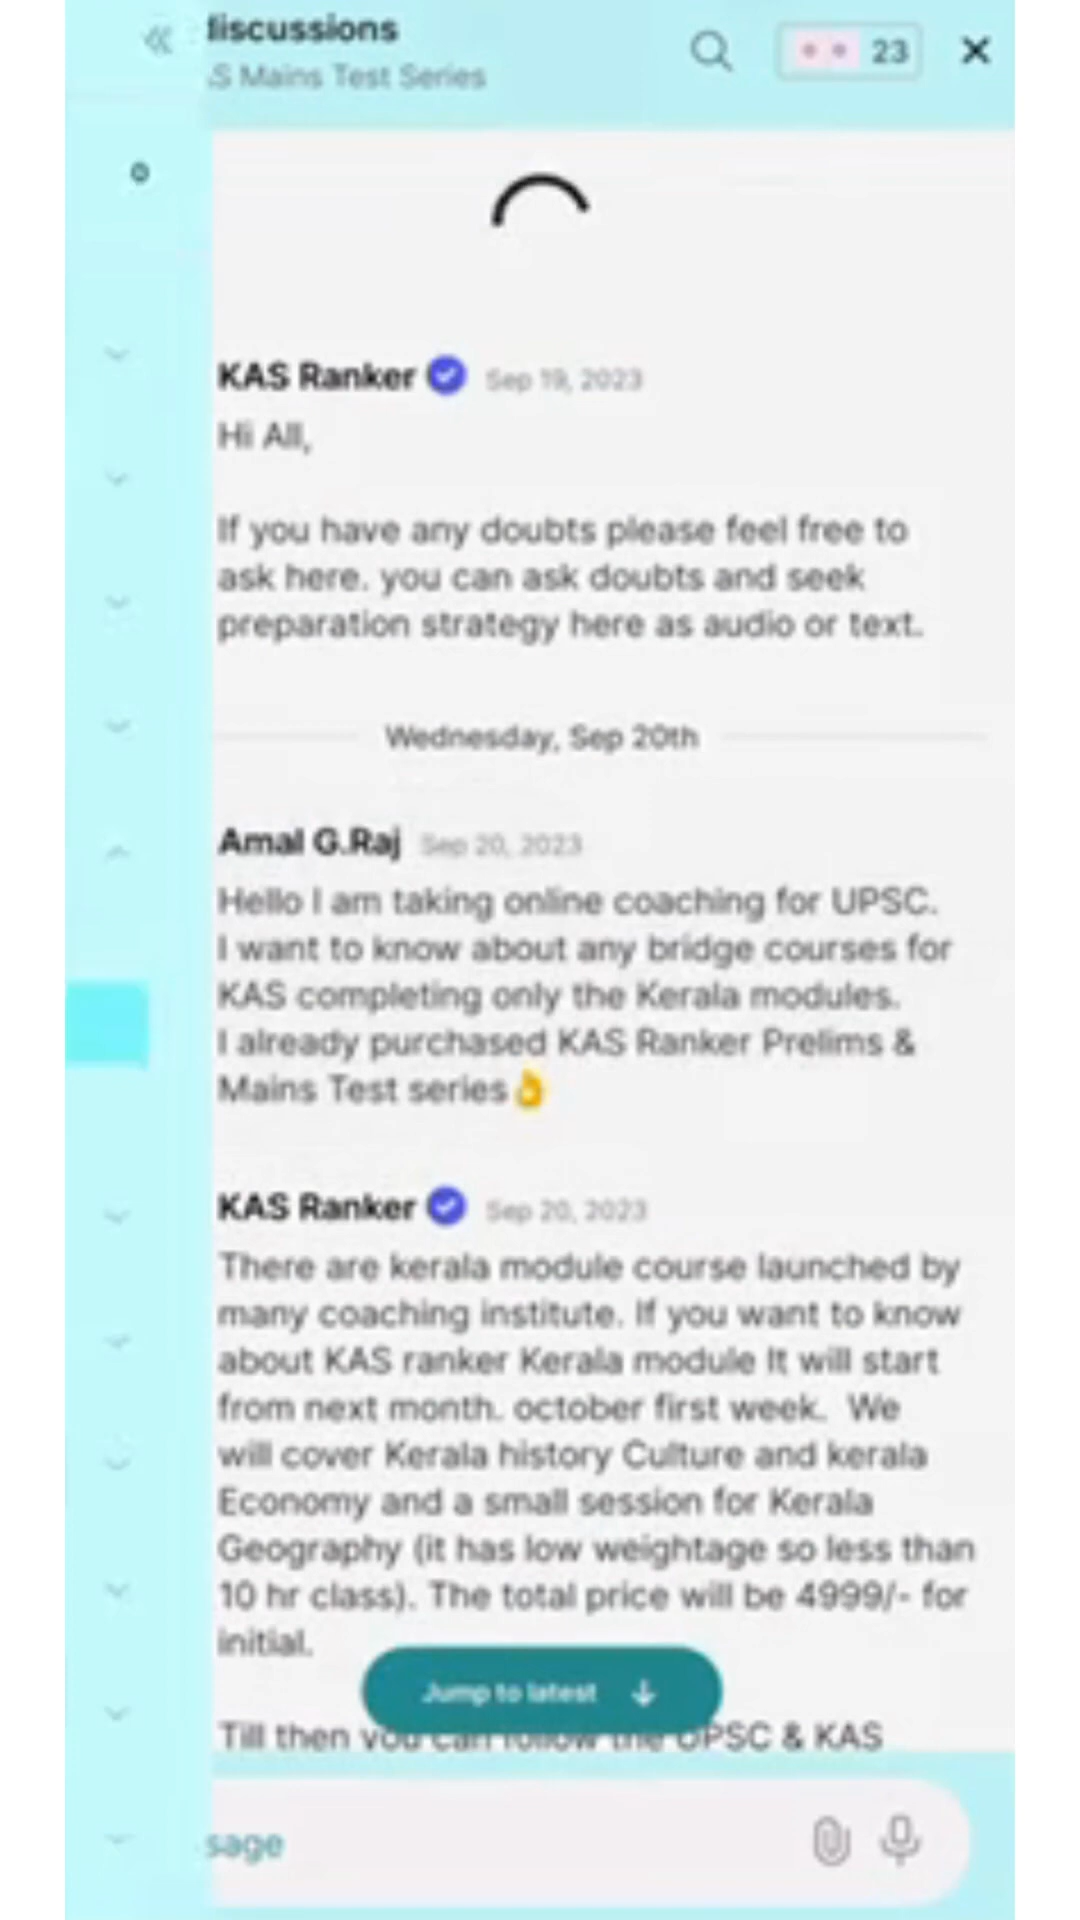 discussions
S Mains Test Series
23
KAS Ranker Sep 19, 2023
Hi All,
If you have any doubts please feel free to
ask here. you can ask doubts and seek
preparation strategy here as audio or text.
Wednesday, Sep 20th
Amal G.Raj Sep 20, 2023
Hello I am taking online coaching for UPSC.
I want to know about any bridge courses for
KAS completing only the Kerala modules.
I already purchased KAS Ranker Prelims &
Mains Test series👌
KAS Ranker Sep 20, 2023
There are kerala module course launched by
many coaching institute. If you want to know
about KAS ranker Kerala module It will start
from next month. october first week.  We
will cover Kerala history Culture and kerala
Economy and a small session for Kerala
Geography (it has low weightage so less than
10 hr class). The total price will be 4999/- for
initial.
Jump to latest ↓
Till then you can follow the UPSC & KAS
sage